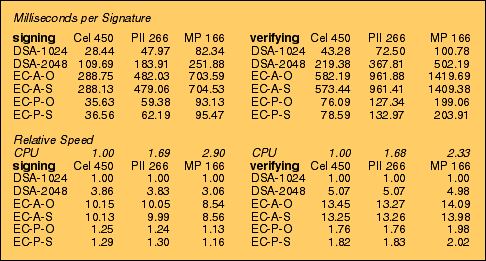 Milliseconds per Signature
signing Cel 450 PII 266 MP 166 verifying Cel 450 PII 266 MP 166
DSA-1024 28.44 47.97 82.34 DSA-1024 43.28 72.50 100.78
DSA-2048 109.69 183.91 251.88 DSA-2048 219.38 367.81 502.19
EC-A-O 288.75 482.03 703.59 EC-A-O 582.19 961.88 1419.69
EC-A-S 288.13 479.06 704.53 EC-A-S 573.44 961.41 1409.38
EC-P-O 35.63 59.38 93.13 EC-P-O 76.09 127.34 199.06
EC-P-S 36.56 62.19 95.47 EC-P-S 78.59 132.97 203.91
Relative Speed
CPU 1.00 1.69 2.90 CPU 1.00 1.68 2.33
signing Cel 450 PII 266 MP 166 verifying Cel 450 PII 266 MP 166
DSA-1024 1.00 1.00 1.00 DSA-1024 1.00 1.00 1.00
DSA-2048 3.86 3.83 3.06 DSA-2048 5.07 5.07 4.98
EC-A-O 10.15 10.05 8.54 EC-A-O 13.45 13.27 14.09
EC-A-S 10.13 9.99 8.56 EC-A-S 13.25 13.26 13.98
EC-P-O 1.25 1.24 1.13 EC-P-O 1.76 1.76 1.98
EC-P-S 1.29 1.30 1.16 EC-P-S 1.82 1.83 2.02